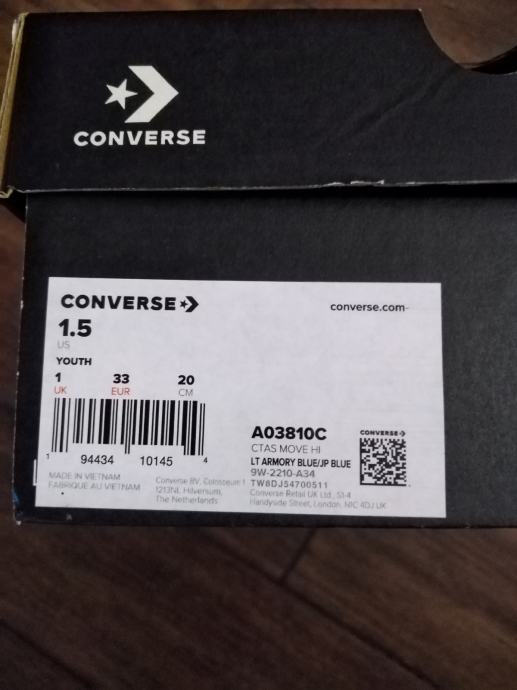 CONVERSE
CONVERSE
converse.com
1.5
US
YOUTH
1 33 20
UK EUR CM
1 94434 10145 4
MADE IN VIETNAM
FABRIQUÉ AU VIETNAM
Converse BV, Colosseum 1
1213NL Hilversum,
The Netherlands
A03810C
CTAS MOVE HI
LT ARMORY BLUE/JP BLUE
9W-2210-A34
TW8DJ54700511
Converse Retail UK Ltd., S1-4
Handyside Street, London, N1C 4DJ UK
CONVERSE